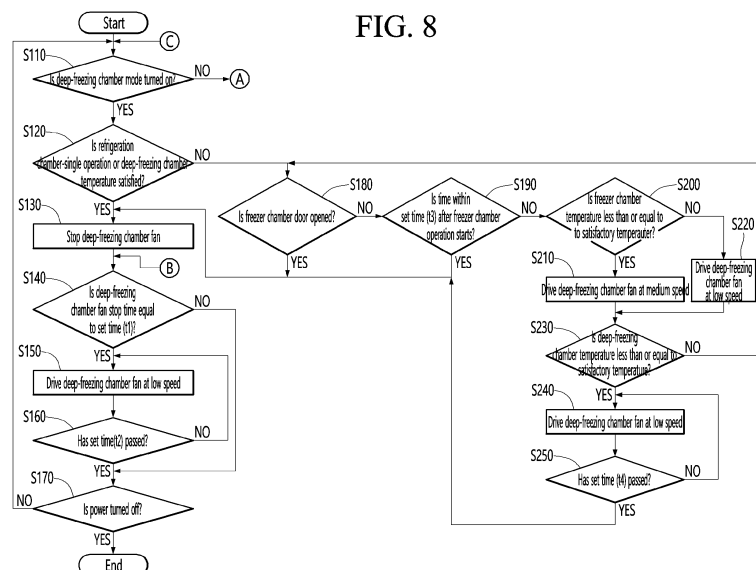 FIG. 8
Start
C
S110
Is deep-freezing chamber mode turned on?
NO
A
YES
S120
Is refrigeration
chamber-single operation or deep-freezing chamber
temperature satisfied?
NO
YES
S130
Stop deep-freezing chamber fan
B
S140
Is deep-freezing
chamber fan stop time equal
to set time (t1)?
NO
YES
S150
Drive deep-freezing chamber fan at low speed
S160
Has set time(t2) passed?
NO
YES
S170
NO
Is power turned off?
YES
End
S180
Is freezer chamber door opened?
NO
YES
S190
Is time within
set time (t3) after freezer chamber
operation starts?
NO
YES
S200
Is freezer chamber
temperature less than or equal to
to satisfactory temperauter?
NO
YES
S210
Drive deep-freezing chamber fan at medium speed
S220
Drive deep-freezing
chamber fan
at low speed
S230
Is deep-freezing
chamber temperature less than or equal to
satisfactory temperature?
NO
YES
S240
Drive deep-freezing chamber fan at low speed
S250
Has set time (t4) passed?
NO
YES